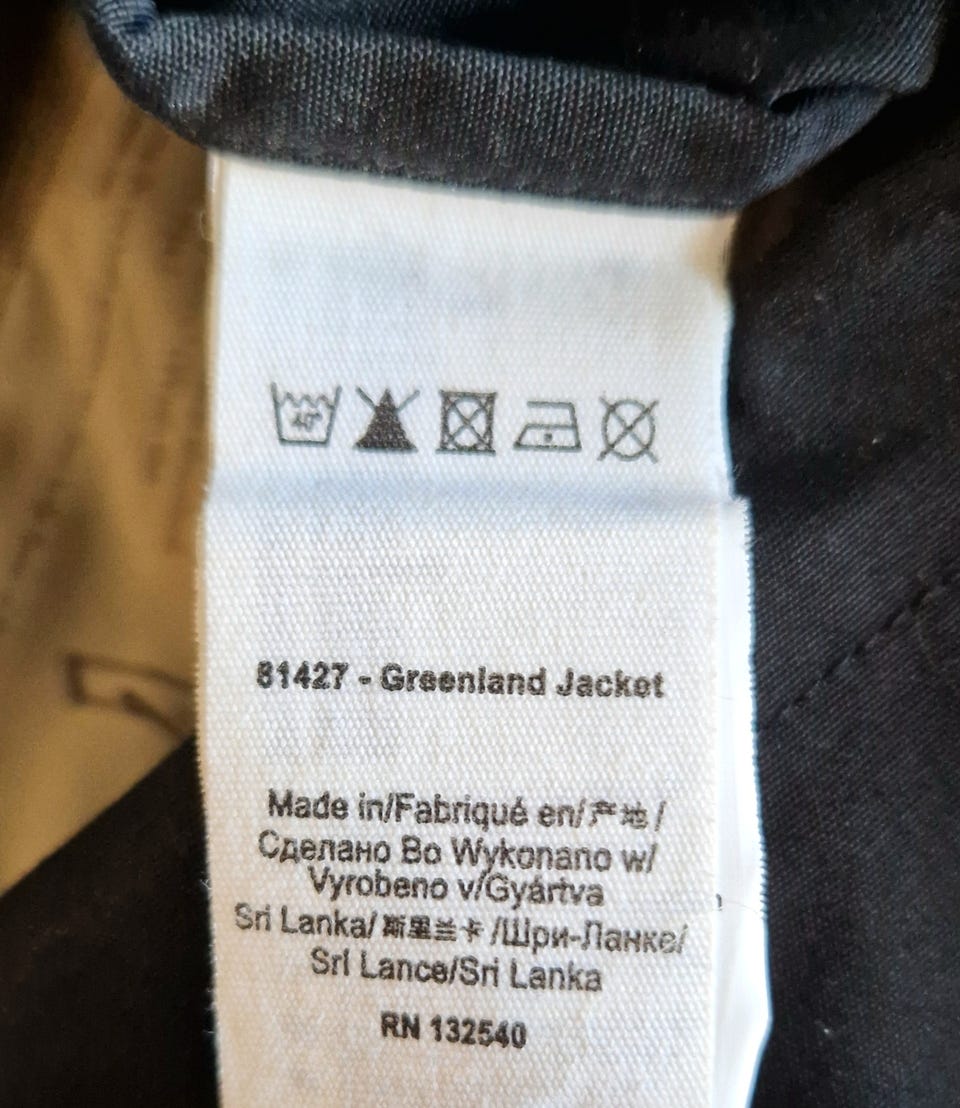 40°
81427 - Greenland Jacket
Made in/Fabriqué en/产地/
Сделано Во Wykonano w/
Vyrobeno v/Gyártva
Sri Lanka/斯里兰卡/Шри-Ланке/
Sri Lance/Sri Lanka
RN 132540